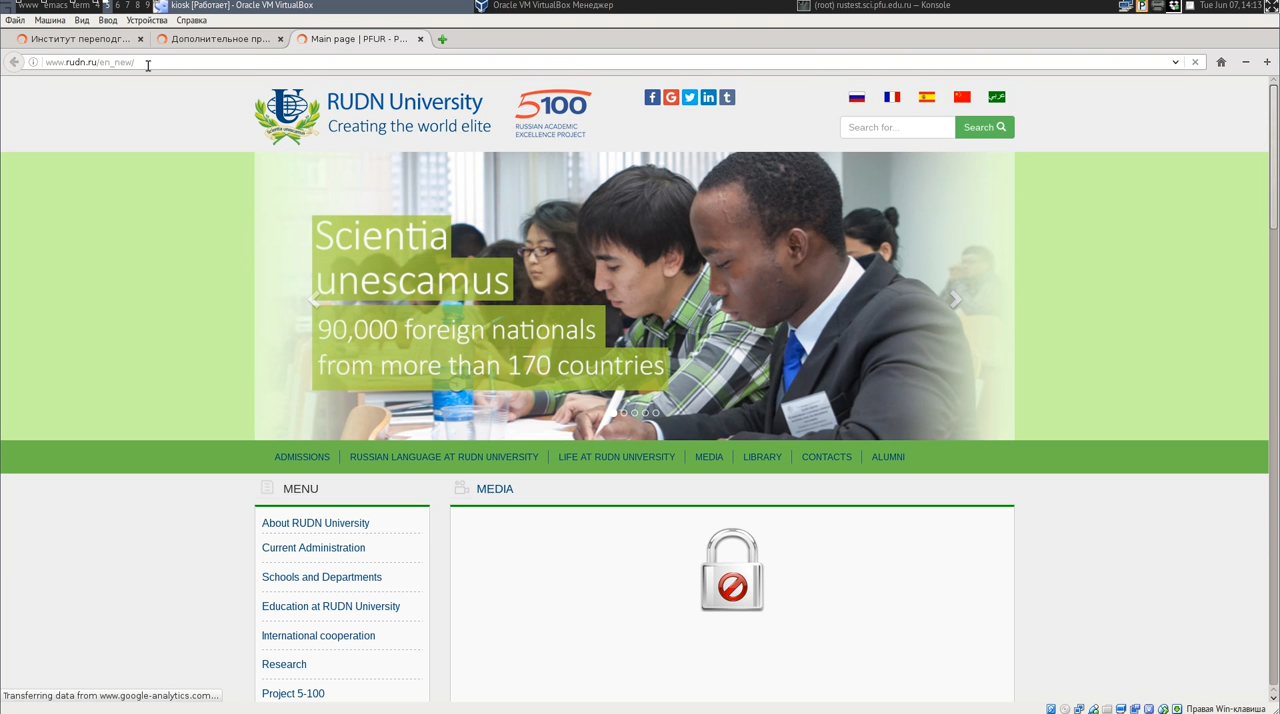 www emacs Term 4 5 6 7 8 9 kiosk [Работает] - Oracle VM VirtualBox Oracle VM VirtualBox Менеджер (root) rustest.sci.pfu.edu.ru — Konsole Tue Jun 07, 14:13
Файл Машина Вид Ввод Устройства Справка
Институт переподг... Дополнительное пр... Main page | PFUR - P...
www.rudn.ru/en_new/
RUDN University
Creating the world elite
Scientia unescamus
5100
RUSSIAN ACADEMIC
EXCELLENCE PROJECT
Search for... Search
Scientia
unescamus
90,000 foreign nationals
from more than 170 countries
ADMISSIONS RUSSIAN LANGUAGE AT RUDN UNIVERSITY LIFE AT RUDN UNIVERSITY MEDIA LIBRARY CONTACTS ALUMNI
MENU
About RUDN University
Current Administration
Schools and Departments
Education at RUDN University
International cooperation
Research
Project 5-100
MEDIA
Transferring data from www.google-analytics.com...
Правая Win-клавиша